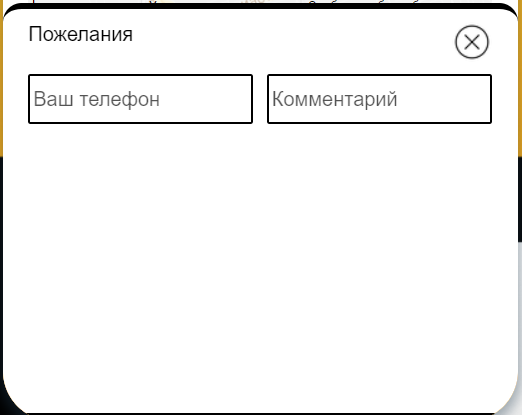 Пожелания
Ваш телефон
Комментарий